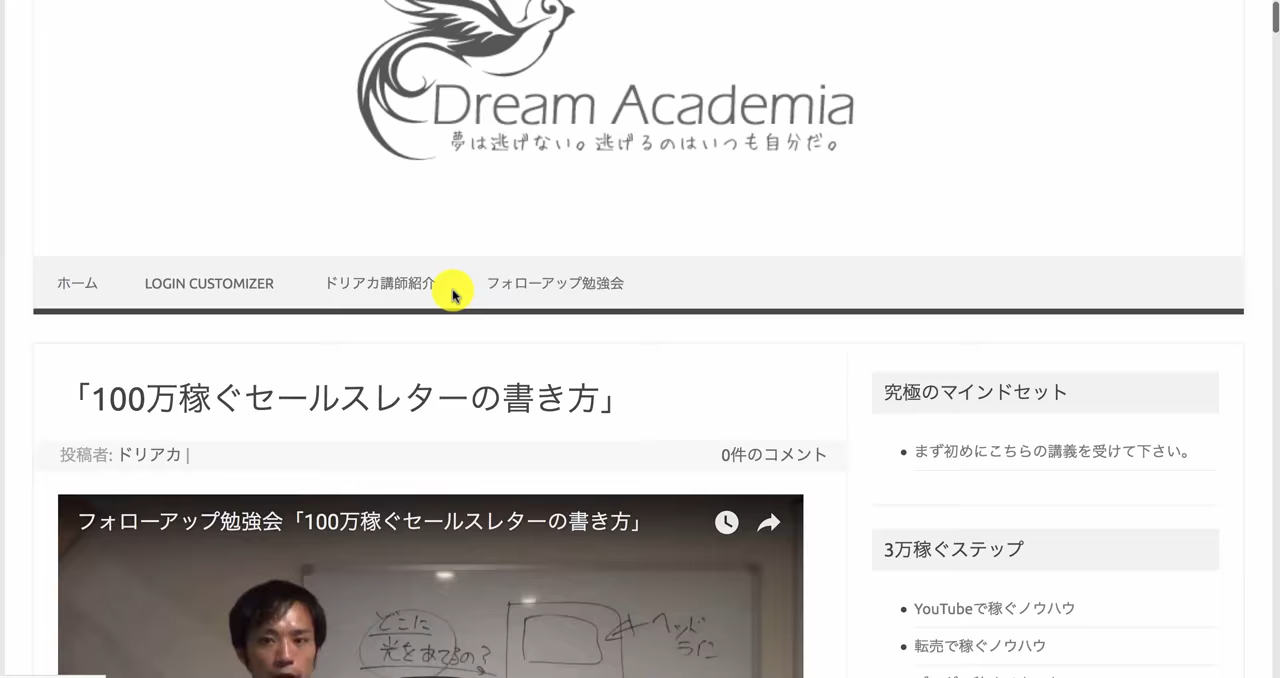 Dream Academia
夢は逃げない。逃げるのはいつも自分だ。
ホーム
LOGIN CUSTOMIZER
ドリアカ講師紹介
フォローアップ勉強会
「100万稼ぐセールスレターの書き方」
投稿者: ドリアカ |
0件のコメント
フォローアップ勉強会「100万稼ぐセールスレターの書き方」
どこに
光をあてるの?
ヘッド
ライン
究極のマインドセット
まず初めにこちらの講義を受けて下さい。
3万稼ぐステップ
YouTubeで稼ぐノウハウ
転売で稼ぐノウハウ